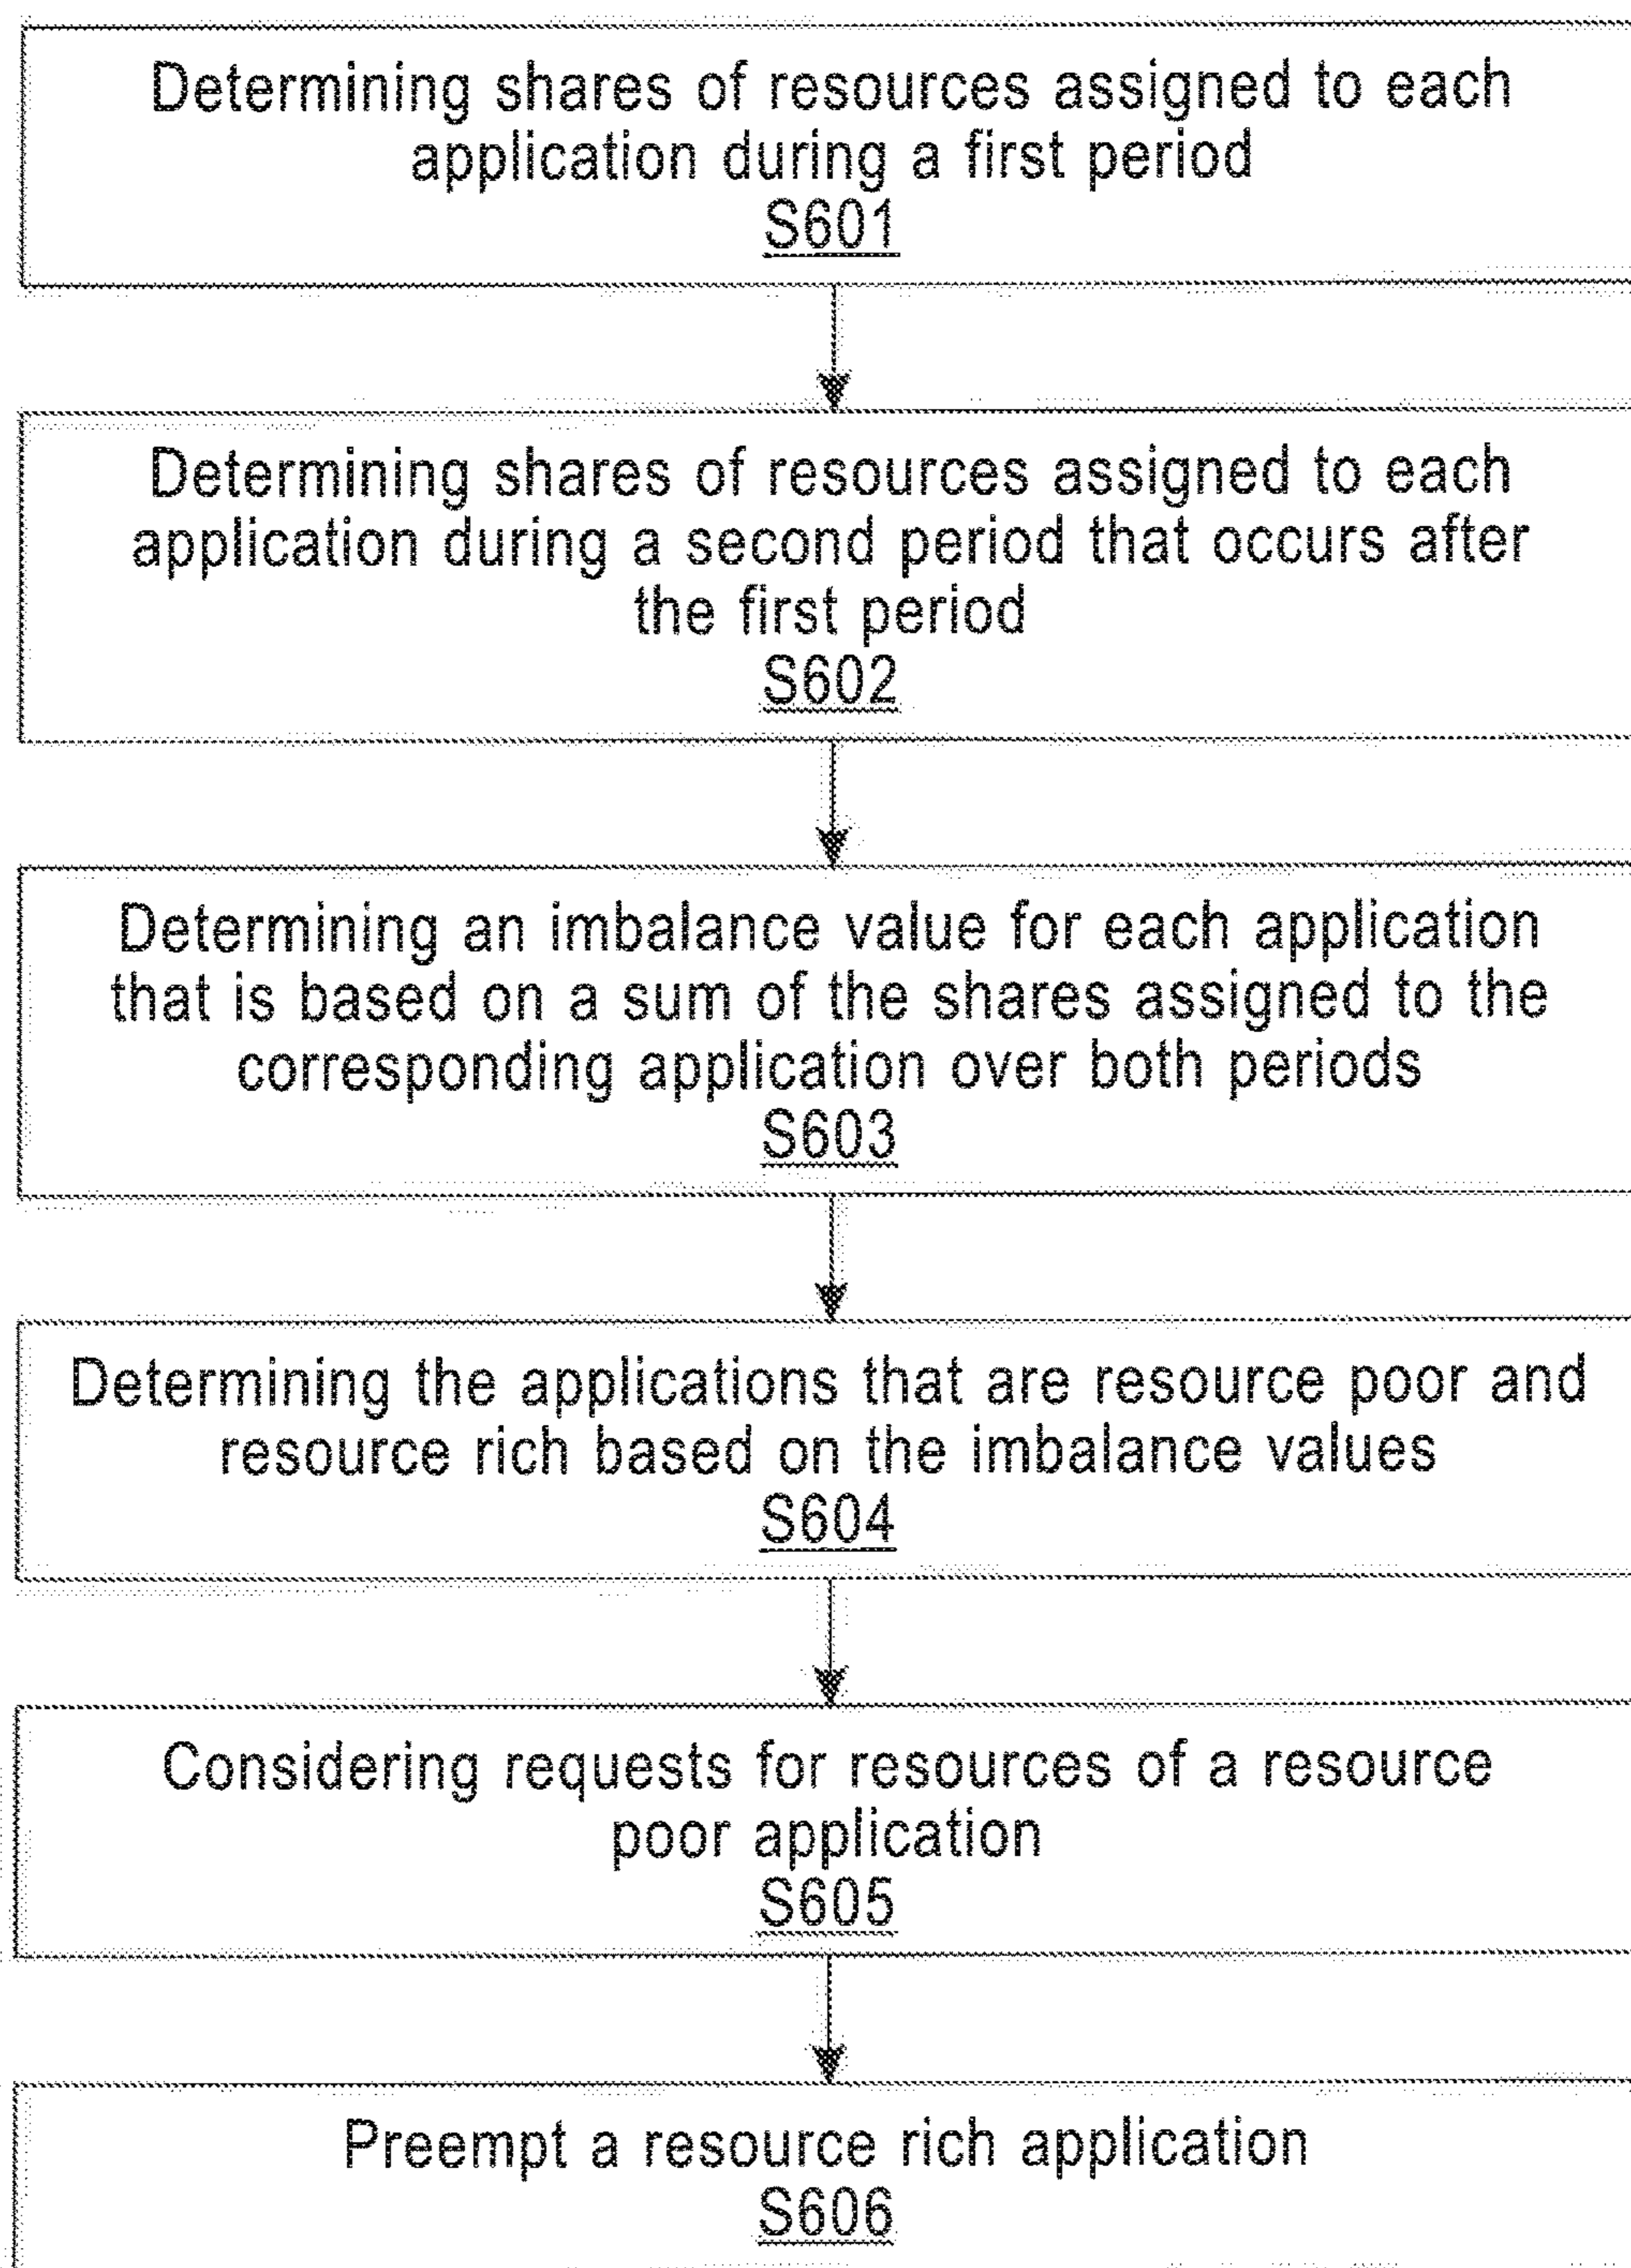 Determining shares of resources assigned to each
application during a first period
S601
Determining shares of resources assigned to each
application during a second period that occurs after
the first period
S602
Determining an imbalance value for each application
that is based on a sum of the shares assigned to the
corresponding application over both periods
S603
Determining the applications that are resource poor and
resource rich based on the imbalance values
S604
Considering requests for resources of a resource
poor application
S605
Preempt a resource rich application
S606